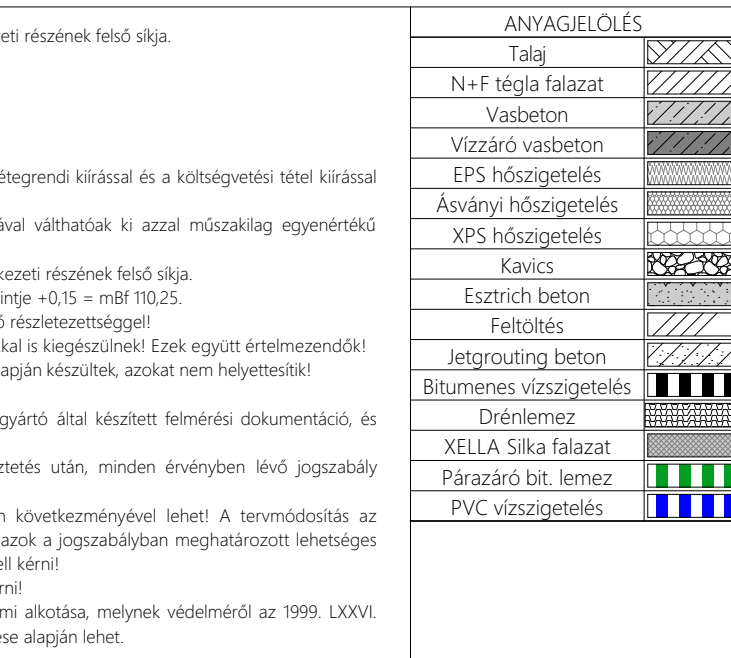 eti részének felső síkja.
étegrendi kiírással és a költségvetési tétel kiírással
ával válthatóak ki azzal műszakilag egyenértékű
kezeti részének felső síkja.
intje +0,15 = mBf 110,25.
ő részletezettséggel!
kkal is kiegészülnek! Ezek együtt értelmezendők!
apján készültek, azokat nem helyettesítik!
gyártó által készített felmérési dokumentáció, és
ztetés után, minden érvényben lévő jogszabály
n következményével lehet! A tervmódosítás az
azok a jogszabályban meghatározott lehetséges
ell kérni!
rni!
mi alkotása, melynek védelméről az 1999. LXXVI.
ése alapján lehet.
ANYAGJELÖLÉS
Talaj
N+F tégla falazat
Vasbeton
Vízzáró vasbeton
EPS hőszigetelés
Ásványi hőszigetelés
XPS hőszigetelés
Kavics
Esztrich beton
Feltöltés
Jetgrouting beton
Bitumenes vízszigetelés
Drénlemez
XELLA Silka falazat
Párazáró bit. lemez
PVC vízszigetelés